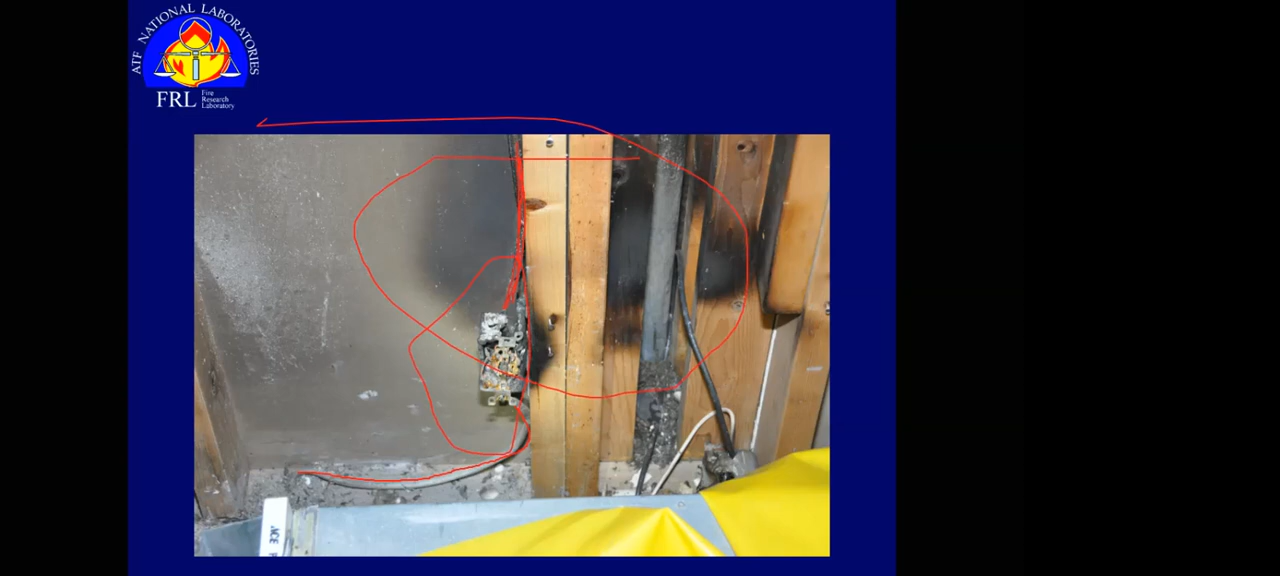 ATF NATIONAL LABORATORIES
FRL
Fire
Research
Laboratory